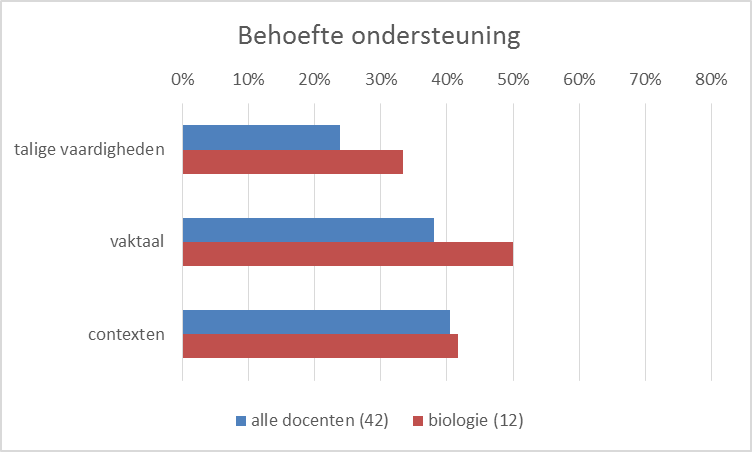 Behoefte ondersteuning
0% 10% 20% 30% 40% 50% 60% 70% 80%
talige vaardigheden
vaktaal
contexten
alle docenten (42) biologie (12)